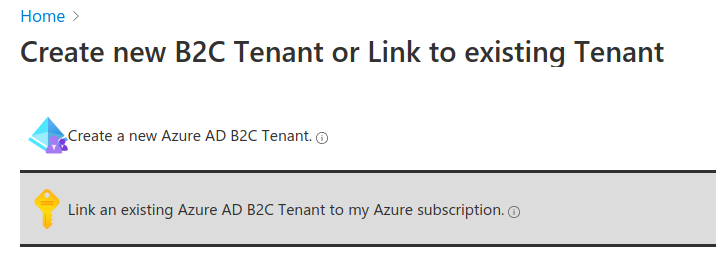 Home >
Create new B2C Tenant or Link to existing Tenant
Create a new Azure AD B2C Tenant.
Link an existing Azure AD B2C Tenant to my Azure subscription.